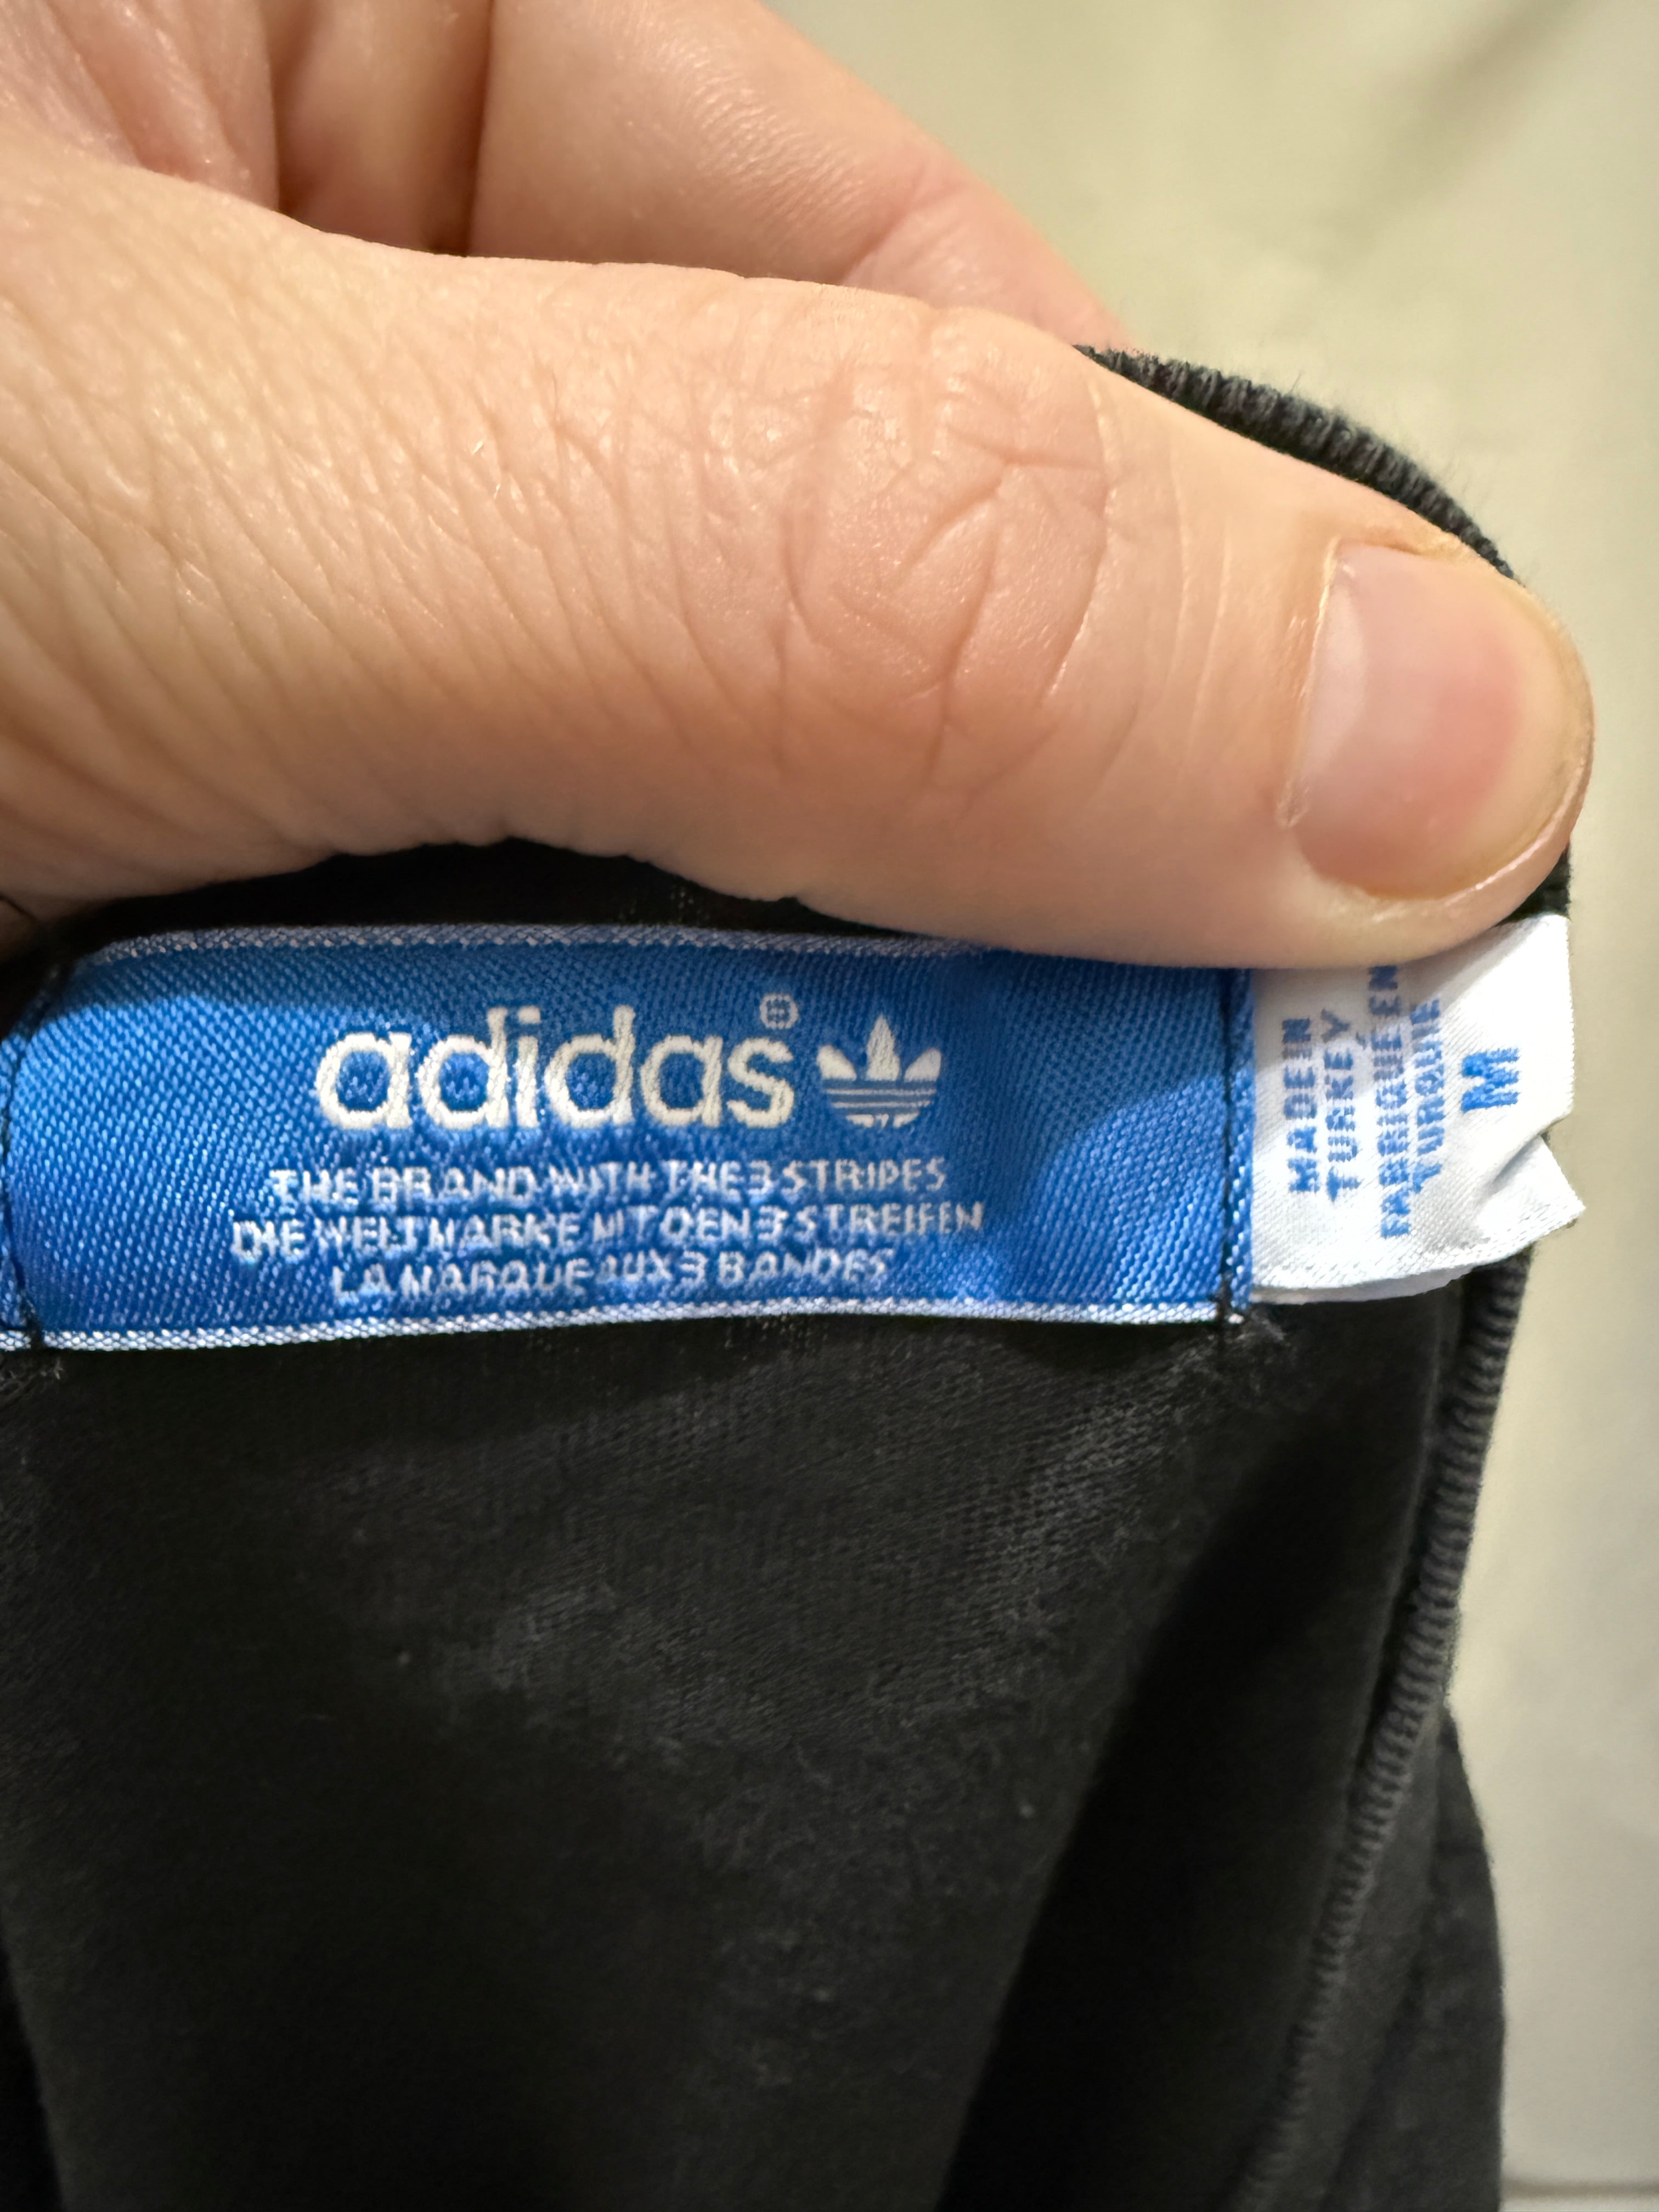 adidas®
THE BRAND WITH THE 3 STRIPES
DIE WELTMARKE MIT DEN 3 STREIFEN
LA MARQUE AUX 3 BANDES
MADE IN
TURKEY
FABRIQUÉ EN
TURQUIE
M